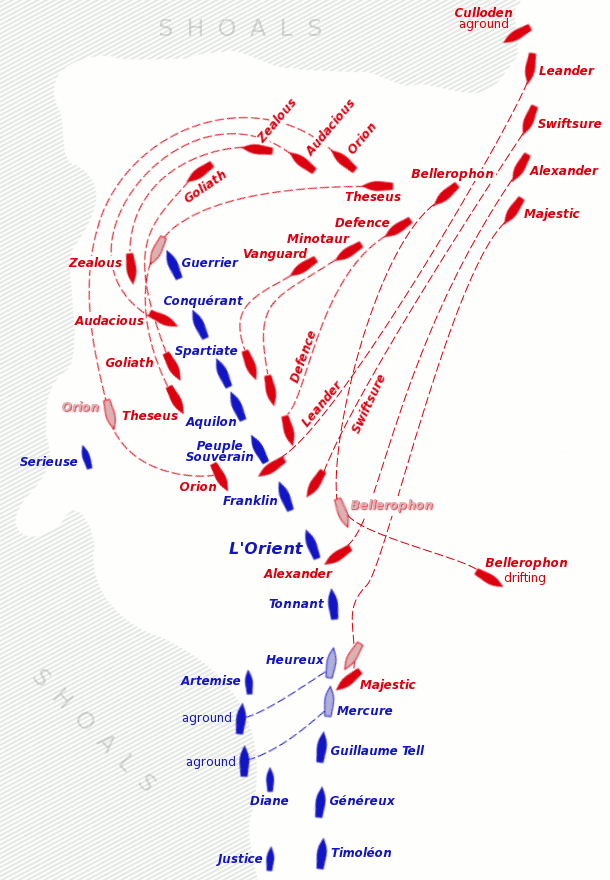 Culloden
aground
SHOALS
Leander
Zealous
Audacious
Orion
Swiftsure
Goliath
Bellerophon
Alexander
Theseus
Majestic
Defence
Minotaur
Vanguard
Zealous
Guerrier
Conquérant
Audacious
Spartiate
Defence
Goliath
Leander
Swiftsure
Orion
Theseus
Aquilon
Peuple
Souverain
Serieuse
Orion
Franklin
Bellerophon
L'Orient
Alexander
Bellerophon
drifting
Tonnant
Heureux
Artemise
Majestic
SHOALS
aground
Mercure
Guillaume Tell
aground
Diane
Généreux
Justice
Timoléon